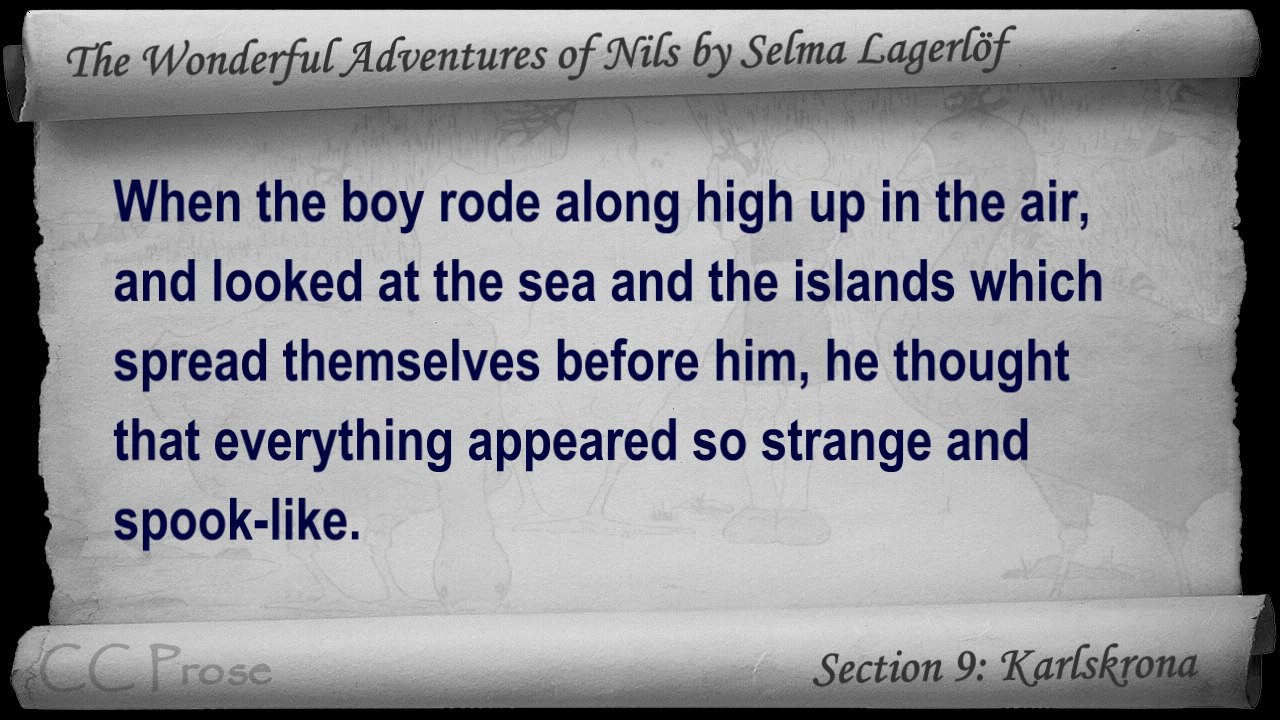 The Wonderful Adventures of Nils by Selma Lagerlöf
When the boy rode along high up in the air,
and looked at the sea and the islands which
spread themselves before him, he thought
that everything appeared so strange and
spook-like.
CC Prose
Section 9: Karlskrona